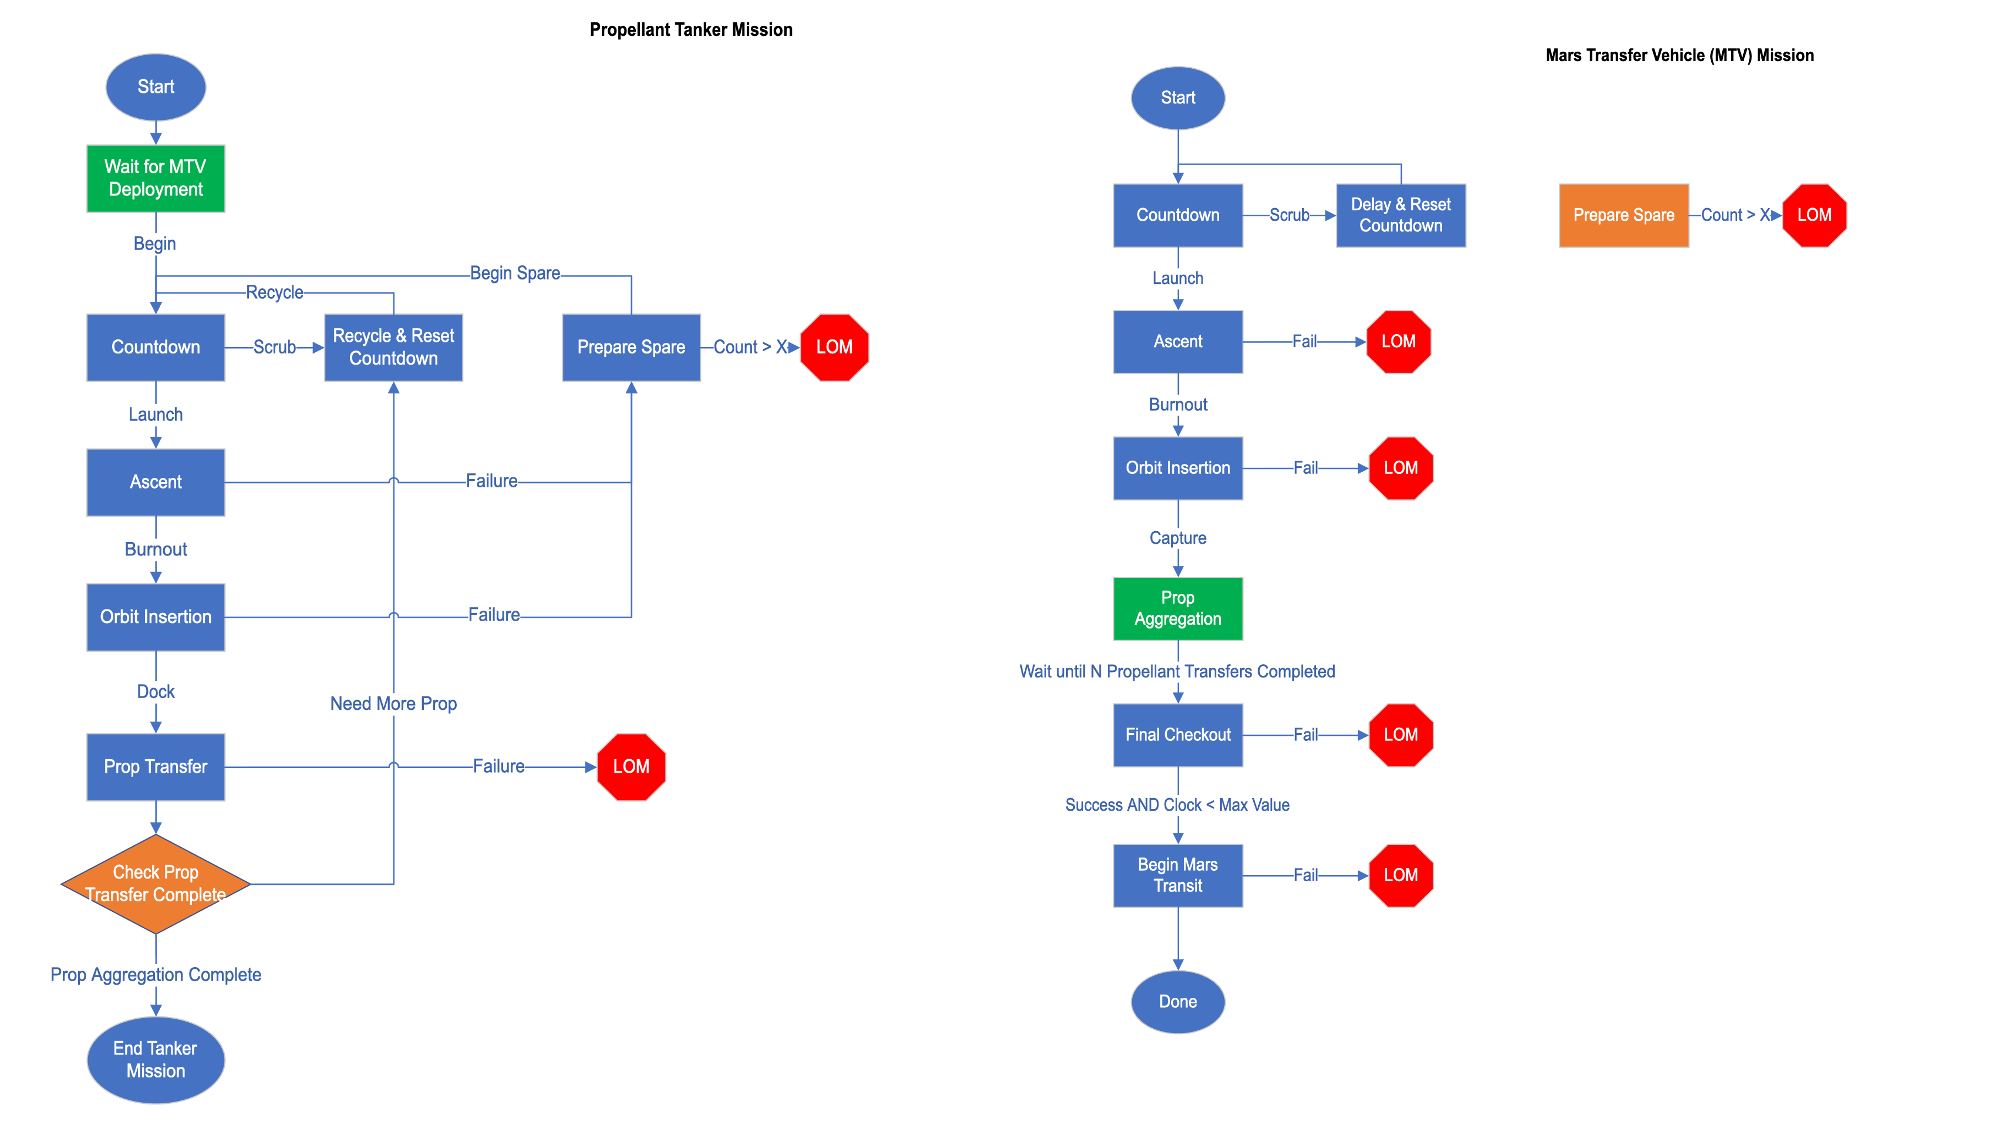 Propellant Tanker Mission
Start
Wait for MTV
Deployment
Begin
Begin Spare
Recycle
Countdown
Scrub
Recycle & Reset
Countdown
Prepare Spare
Count > X
LOM
Launch
Ascent
Failure
Burnout
Orbit Insertion
Failure
Dock
Need More Prop
Prop Transfer
Failure
LOM
Check Prop
Transfer Complete
Prop Aggregation Complete
End Tanker
Mission
Mars Transfer Vehicle (MTV) Mission
Start
Countdown
Scrub
Delay & Reset
Countdown
Prepare Spare
Count > X
LOM
Launch
Ascent
Fail
LOM
Burnout
Orbit Insertion
Fail
LOM
Capture
Prop
Aggregation
Wait until N Propellant Transfers Completed
Final Checkout
Fail
LOM
Success AND Clock < Max Value
Begin Mars
Transit
Fail
LOM
Done